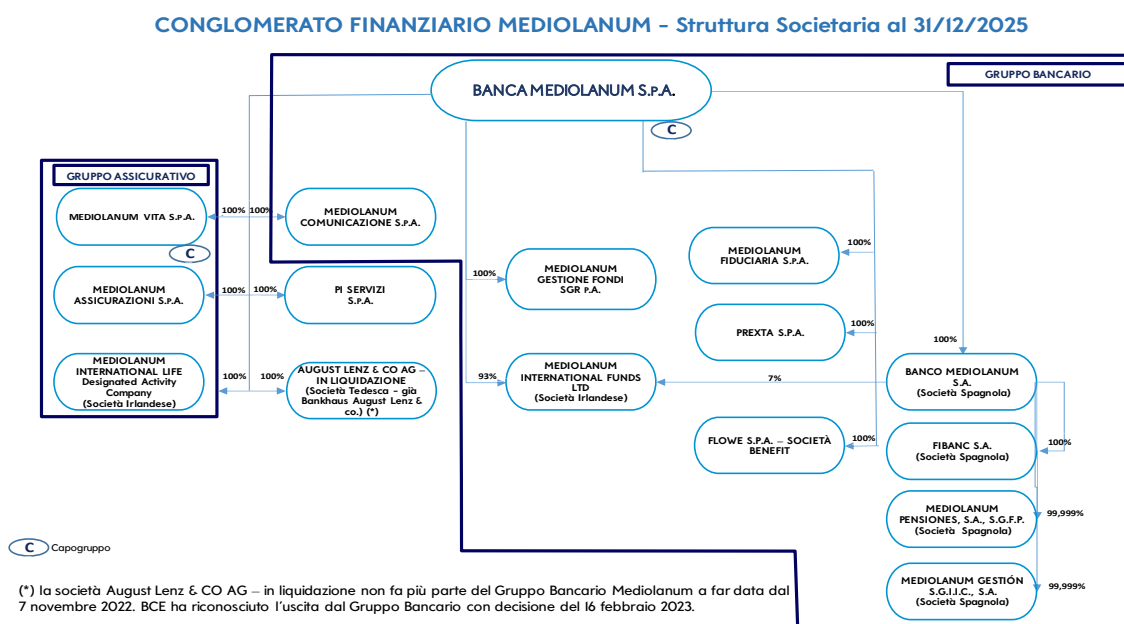 CONGLOMERATO FINANZIARIO MEDIOLANUM – Struttura Societaria al 31/12/2025
GRUPPO BANCARIO
BANCA MEDIOLANUM S.P.A.
C
GRUPPO ASSICURATIVO
MEDIOLANUM VITA S.P.A.
C
100%
100%
MEDIOLANUM
COMUNICAZIONE S.P.A.
MEDIOLANUM
ASSICURAZIONI S.P.A.
100%
100%
PI SERVIZI
S.P.A.
MEDIOLANUM
INTERNATIONAL LIFE
Designated Activity
Company
(Società Irlandese)
100%
100%
AUGUST LENZ & CO AG –
IN LIQUIDAZIONE
(Società Tedesca – già
Bankhaus August Lenz &
co.) (*)
100%
MEDIOLANUM
GESTIONE FONDI
SGR P.A.
93%
MEDIOLANUM
INTERNATIONAL FUNDS
LTD
(Società Irlandese)
7%
MEDIOLANUM
FIDUCIARIA S.P.A.
100%
PREXTA S.P.A.
100%
FLOWE S.P.A. – SOCIETÀ
BENEFIT
100%
100%
BANCO MEDIOLANUM
S.A.
(Società Spagnola)
FIBANC S.A.
(Società Spagnola)
100%
MEDIOLANUM
PENSIONES, S.A., S.G.F.P.
(Società Spagnola)
99,999%
MEDIOLANUM GESTIÓN
S.G.I.I.C., S.A.
(Società Spagnola)
99,999%
C Capogruppo
(*) la società August Lenz & CO AG – in liquidazione non fa più parte del Gruppo Bancario Mediolanum a far data dal
7 novembre 2022. BCE ha riconosciuto l'uscita dal Gruppo Bancario con decisione del 16 febbraio 2023.